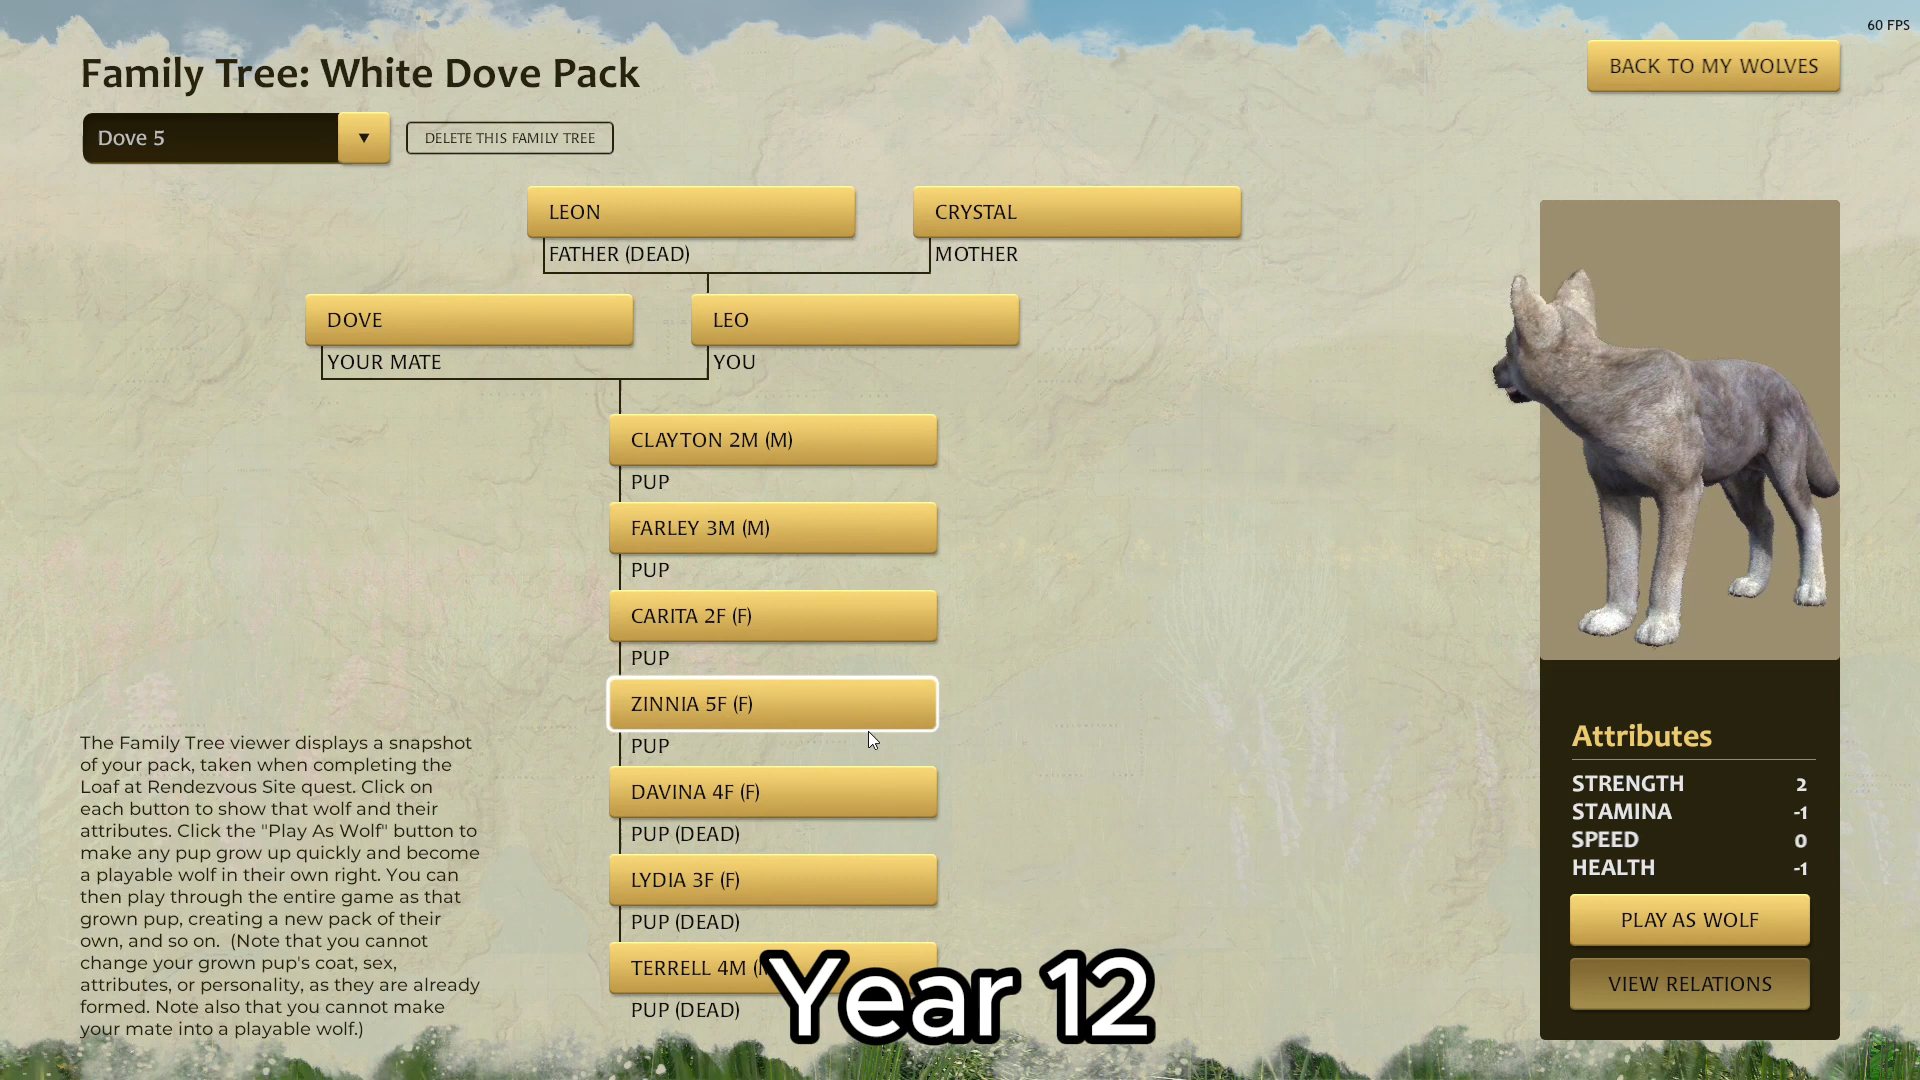 60 FPS
Family Tree: White Dove Pack
BACK TO MY WOLVES
Dove 5
▼
DELETE THIS FAMILY TREE
LEON
CRYSTAL
FATHER (DEAD)
MOTHER
DOVE
LEO
YOUR MATE
YOU
CLAYTON 2M (M)
PUP
FARLEY 3M (M)
PUP
CARITA 2F (F)
PUP
ZINNIA 5F (F)
PUP
DAVINA 4F (F)
PUP (DEAD)
LYDIA 3F (F)
PUP (DEAD)
TERRELL 4M
PUP (DEAD)
The Family Tree viewer displays a snapshot
of your pack, taken when completing the
Loaf at Rendezvous Site quest. Click on
each button to show that wolf and their
attributes. Click the "Play As Wolf" button to
make any pup grow up quickly and become
a playable wolf in their own right. You can
then play through the entire game as that
grown pup, creating a new pack of their
own, and so on.  (Note that you cannot
change your grown pup's coat, sex,
attributes, or personality, as they are already
formed. Note also that you cannot make
your mate into a playable wolf.)
Attributes
STRENGTH 2
STAMINA -1
SPEED 0
HEALTH -1
PLAY AS WOLF
VIEW RELATIONS
Year 12